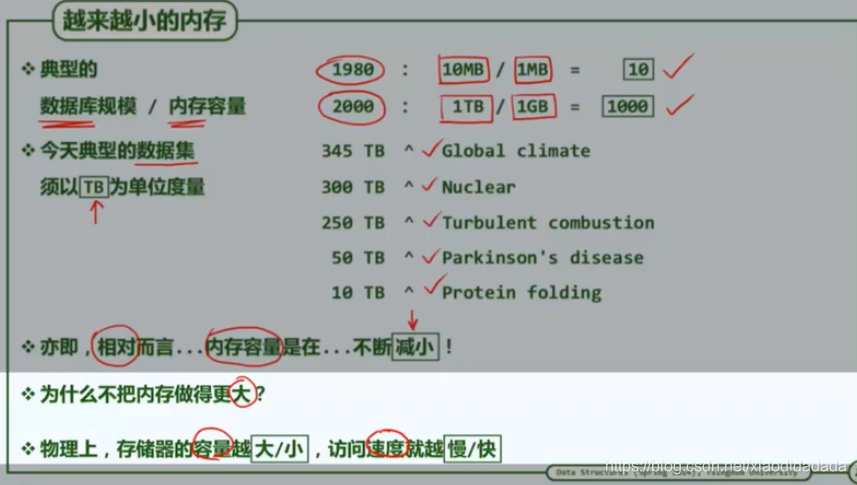 越来越小的内存
❖ 典型的 1980 : 10MB / 1MB = 10
数据库规模 / 内存容量 2000 : 1TB / 1GB = 1000
❖ 今天典型的数据集 345 TB ^ Global climate
须以TB为单位度量 300 TB ^ Nuclear
250 TB ^ Turbulent combustion
50 TB ^ Parkinson's disease
10 TB ^ Protein folding
❖ 亦即，相对而言...内存容量是在...不断减小！
❖ 为什么不把内存做得更大？
❖ 物理上，存储器的容量越大/小，访问速度就越慢/快
Data Structures (Spring
https://blog.csdn.net/xiaodidadada